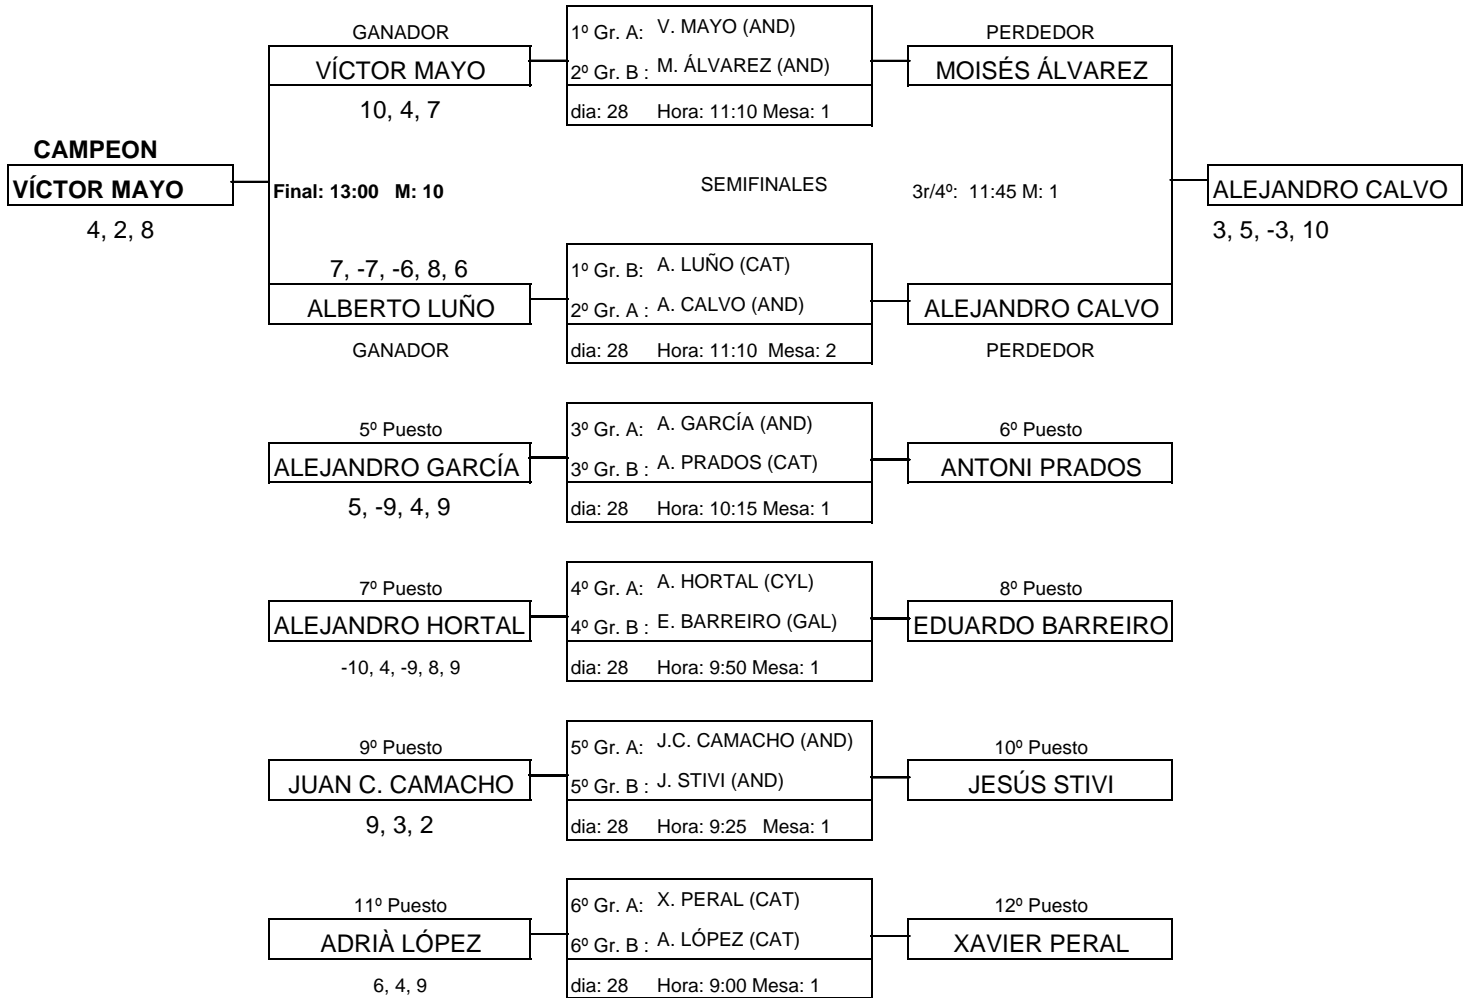 GANADOR
1º Gr. A: V. MAYO (AND)
PERDEDOR
VÍCTOR MAYO
2º Gr. B : M. ÁLVAREZ (AND)
MOISÉS ÁLVAREZ
10, 4, 7
dia: 28 Hora: 11:10 Mesa: 1
CAMPEON
VÍCTOR MAYO
Final: 13:00 M: 10
SEMIFINALES
3r/4º: 11:45 M: 1
ALEJANDRO CALVO
4, 2, 8
3, 5, -3, 10
7, -7, -6, 8, 6
1º Gr. B: A. LUÑO (CAT)
ALBERTO LUÑO
2º Gr. A : A. CALVO (AND)
ALEJANDRO CALVO
GANADOR
dia: 28 Hora: 11:10 Mesa: 2
PERDEDOR
5º Puesto
3º Gr. A: A. GARCÍA (AND)
6º Puesto
ALEJANDRO GARCÍA
3º Gr. B : A. PRADOS (CAT)
ANTONI PRADOS
5, -9, 4, 9
dia: 28 Hora: 10:15 Mesa: 1
7º Puesto
4º Gr. A: A. HORTAL (CYL)
8º Puesto
ALEJANDRO HORTAL
4º Gr. B : E. BARREIRO (GAL)
EDUARDO BARREIRO
-10, 4, -9, 8, 9
dia: 28 Hora: 9:50 Mesa: 1
9º Puesto
5º Gr. A: J.C. CAMACHO (AND)
10º Puesto
JUAN C. CAMACHO
5º Gr. B : J. STIVI (AND)
JESÚS STIVI
9, 3, 2
dia: 28 Hora: 9:25 Mesa: 1
11º Puesto
6º Gr. A: X. PERAL (CAT)
12º Puesto
ADRIÀ LÓPEZ
6º Gr. B : A. LÓPEZ (CAT)
XAVIER PERAL
6, 4, 9
dia: 28 Hora: 9:00 Mesa: 1